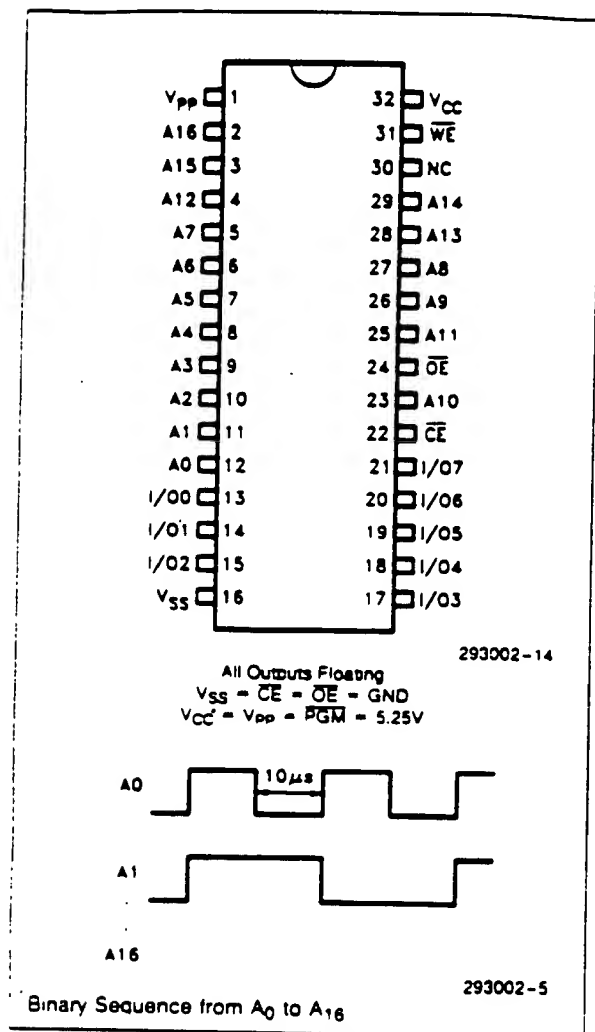 VPP 1 32 VCC
A16 2 31 WE
A15 3 30 NC
A12 4 29 A14
A7 5 28 A13
A6 6 27 A8
A5 7 26 A9
A4 8 25 A11
A3 9 24 OE
A2 10 23 A10
A1 11 22 CE
A0 12 21 I/O7
I/O0 13 20 I/O6
I/O1 14 19 I/O5
I/O2 15 18 I/O4
VSS 16 17 I/O3
293002-14
All Outputs Floating
VSS = CE = OE = GND
VCC = VPP = PGM = 5.25V
A0 10μs
A1
A16
293002-5
Binary Sequence from A0 to A16